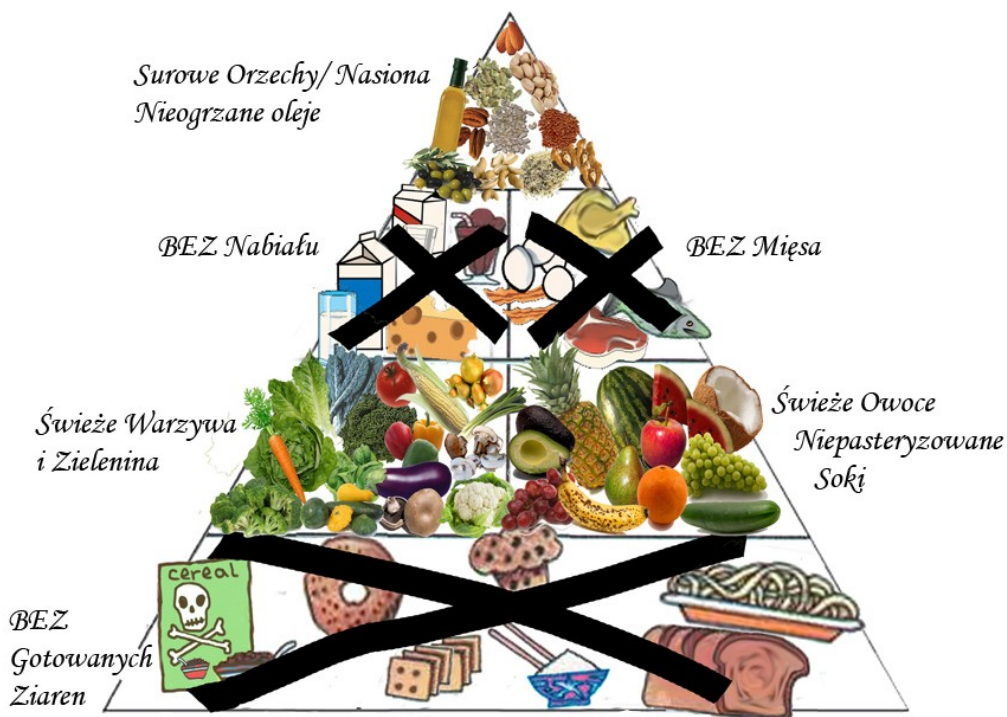 Surowe Orzechy/ Nasiona
Nieogrzane oleje
BEZ Nabiału
BEZ Mięsa
Świeże Warzywa
i Zielenina
Świeże Owoce
Niepasteryzowane
Soki
cereal
BEZ
Gotowanych
Ziaren